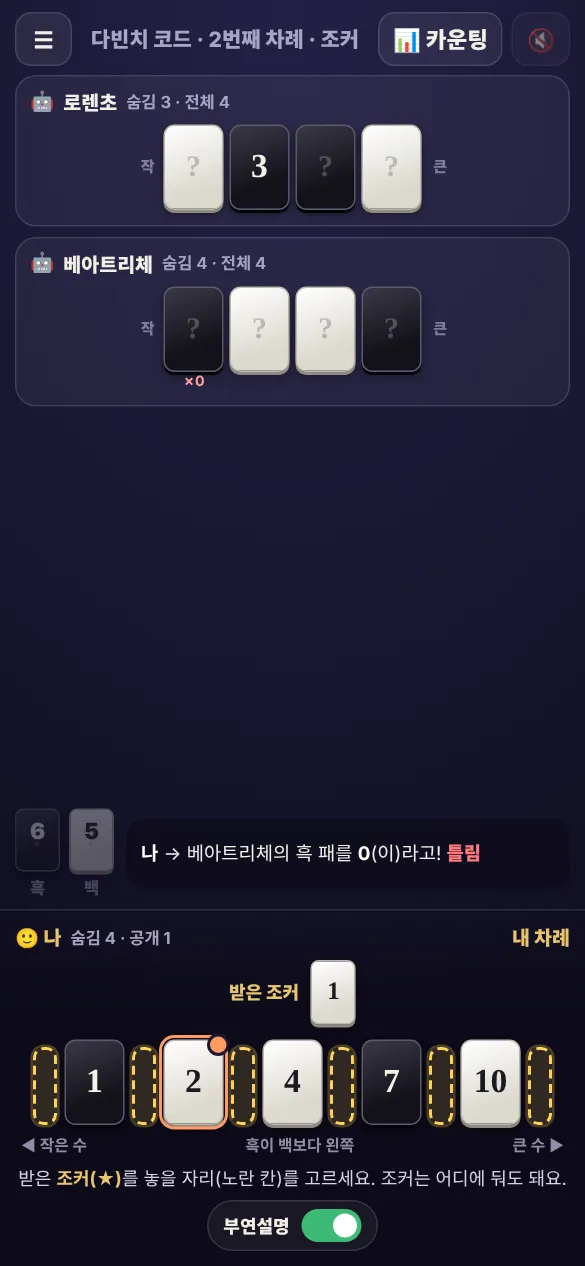 ☰ 다빈치 코드 · 2번째 차례 · 조커 📊 카운팅 🔇
🤖 로렌초 숨김 3 · 전체 4
작 ? 3 ? ? 큰
🤖 베아트리체 숨김 4 · 전체 4
작 ? ? ? ? 큰
×0
6 5
흑 백
나 → 베아트리체의 흑 패를 0(이)라고! 틀림
🙂 나 숨김 4 · 공개 1 내 차례
받은 조커 1
1 2 4 7 10
◀ 작은 수 흑이 백보다 왼쪽 큰 수 ▶
받은 조커(★)를 놓을 자리(노란 칸)를 고르세요. 조커는 어디에 둬도 돼요.
부연설명